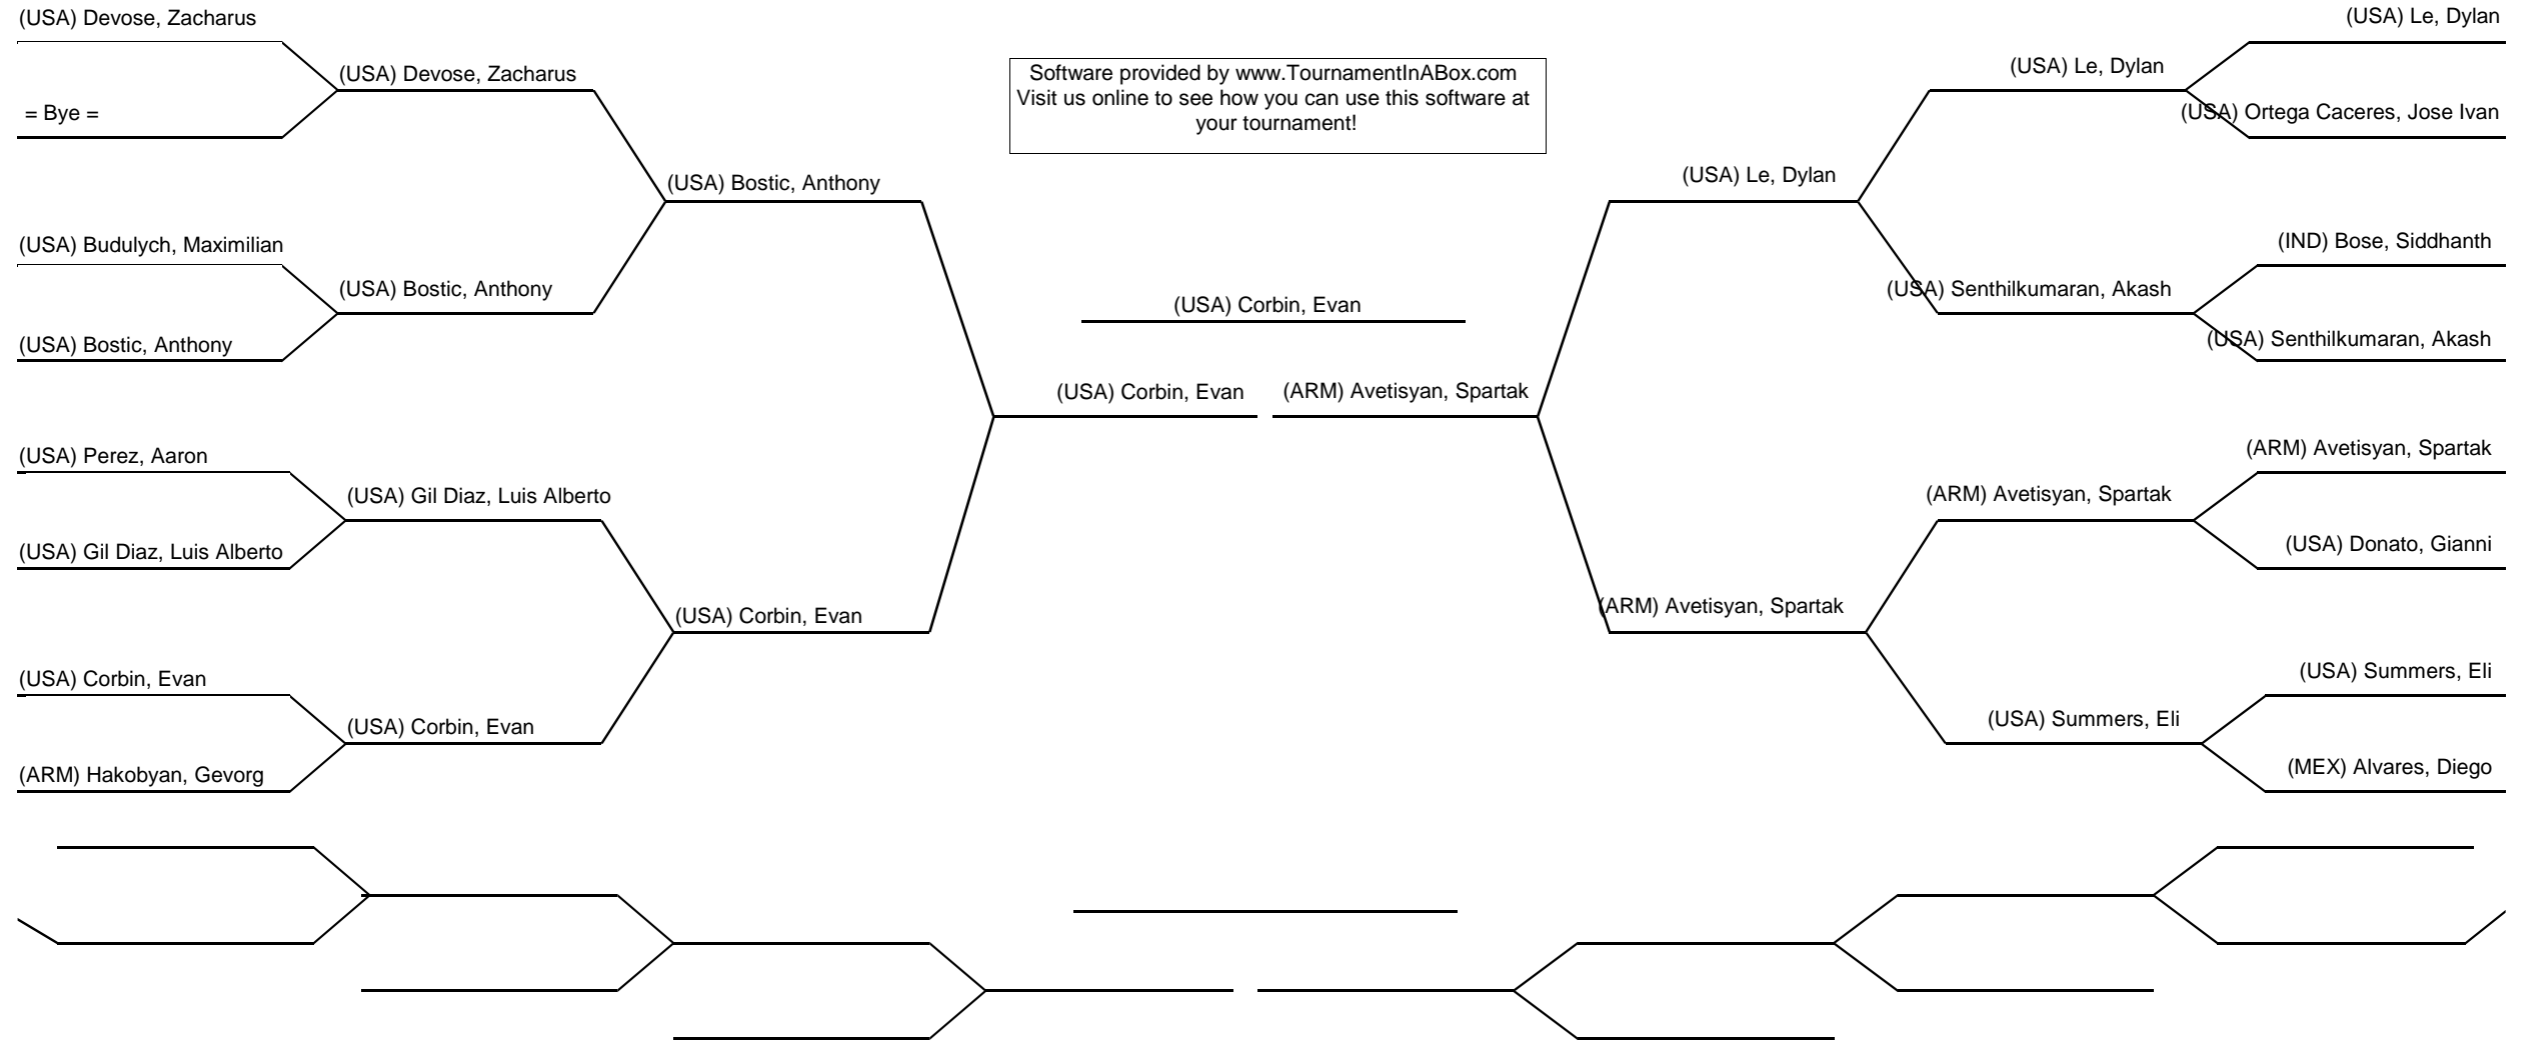 (USA) Devose, Zacharus
(USA) Le, Dylan
(USA) Devose, Zacharus
Software provided by www.TournamentInABox.com
Visit us online to see how you can use this software at
your tournament!
(USA) Le, Dylan
= Bye =
(USA) Ortega Caceres, Jose Ivan
(USA) Bostic, Anthony
(USA) Le, Dylan
(USA) Budulych, Maximilian
(IND) Bose, Siddhanth
(USA) Bostic, Anthony
(USA) Corbin, Evan
(USA) Senthilkumaran, Akash
(USA) Bostic, Anthony
(USA) Senthilkumaran, Akash
(USA) Corbin, Evan
(ARM) Avetisyan, Spartak
(USA) Perez, Aaron
(ARM) Avetisyan, Spartak
(USA) Gil Diaz, Luis Alberto
(ARM) Avetisyan, Spartak
(USA) Gil Diaz, Luis Alberto
(USA) Donato, Gianni
(USA) Corbin, Evan
(ARM) Avetisyan, Spartak
(USA) Corbin, Evan
(USA) Summers, Eli
(USA) Corbin, Evan
(USA) Summers, Eli
(ARM) Hakobyan, Gevorg
(MEX) Alvares, Diego